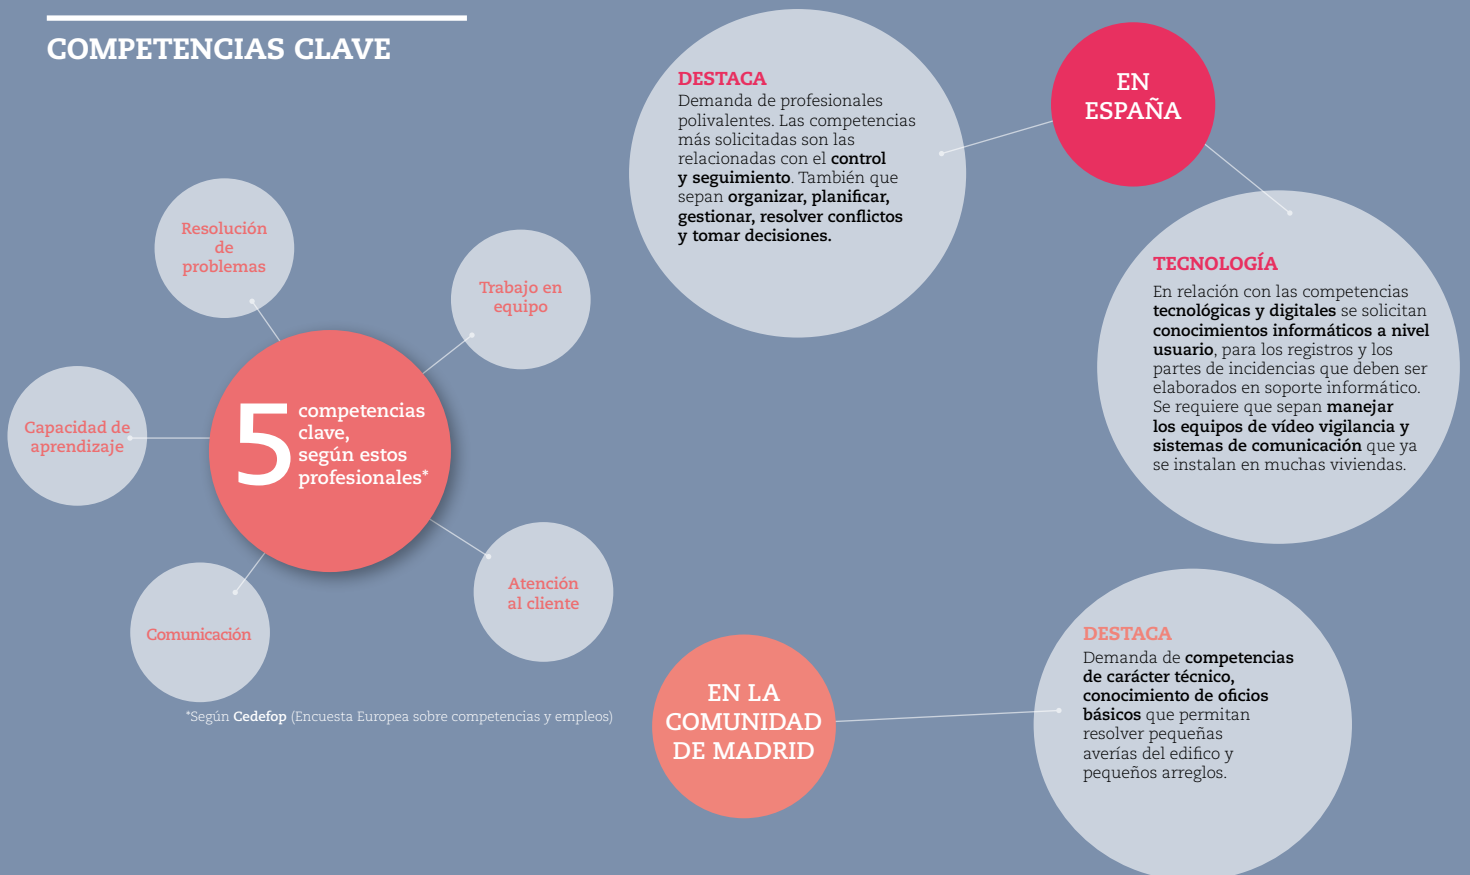 COMPETENCIAS CLAVE
Resolución
de
problemas
Trabajo en
equipo
Capacidad de
aprendizaje
5
competencias
clave,
según estos
profesionales*
Atención
al cliente
Comunicación
*Según Cedefop (Encuesta Europea sobre competencias y empleos)
EN
ESPAÑA
DESTACA
Demanda de profesionales
polivalentes. Las competencias
más solicitadas son las
relacionadas con el control
y seguimiento. También que
sepan organizar, planificar,
gestionar, resolver conflictos
y tomar decisiones.
TECNOLOGÍA
En relación con las competencias
tecnológicas y digitales se solicitan
conocimientos informáticos a nivel
usuario, para los registros y los
partes de incidencias que deben ser
elaborados en soporte informático.
Se requiere que sepan manejar
los equipos de vídeo vigilancia y
sistemas de comunicación que ya
se instalan en muchas viviendas.
EN LA
COMUNIDAD
DE MADRID
DESTACA
Demanda de competencias
de carácter técnico,
conocimiento de oficios
básicos que permitan
resolver pequeñas
averías del edifico y
pequeños arreglos.